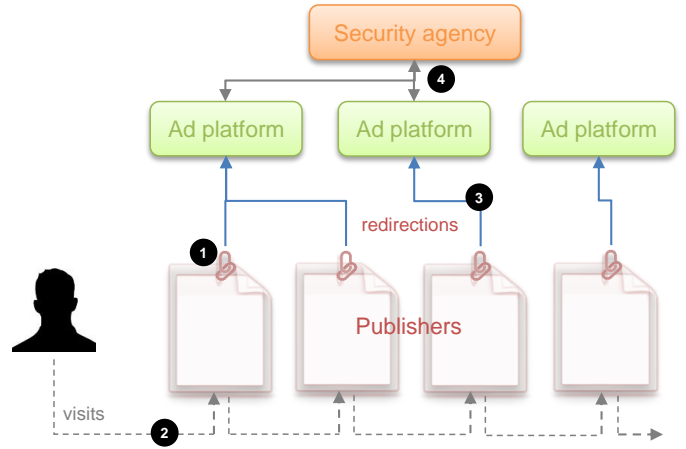 Security agency
4
Ad platform
Ad platform
Ad platform
3
redirections
1
Publishers
visits
2